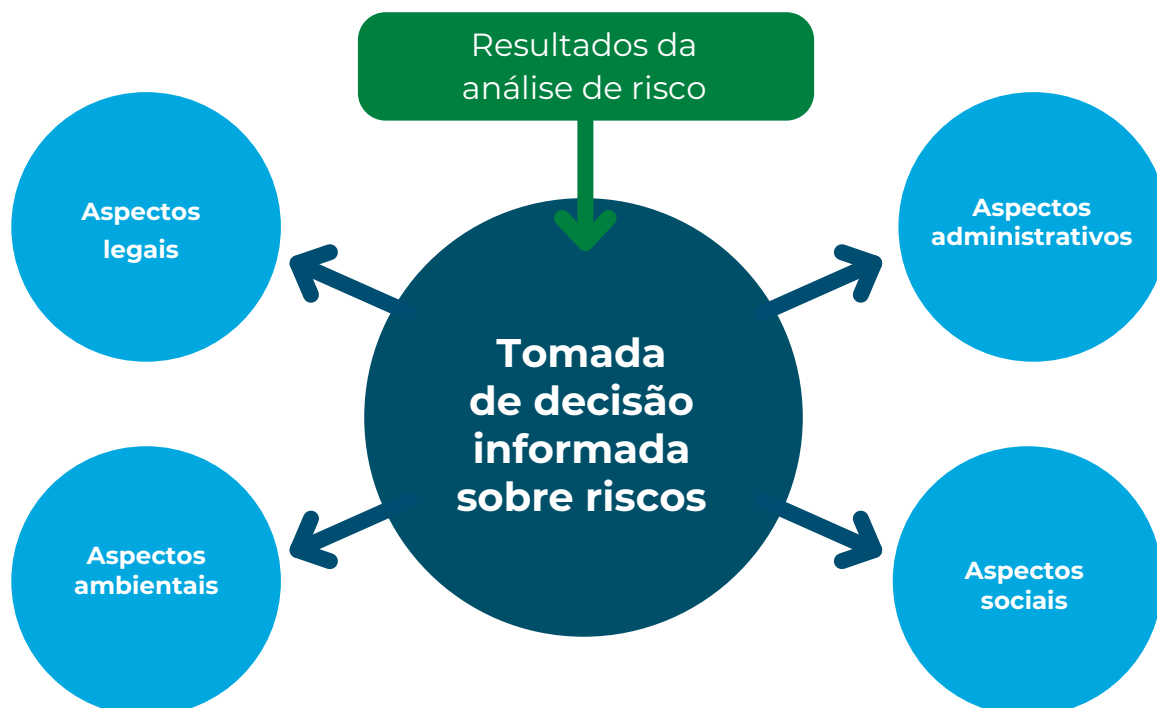 Resultados da
análise de risco
Aspectos
legais
Aspectos
administrativos
Tomada
de decisão
informada
sobre riscos
Aspectos
ambientais
Aspectos
sociais